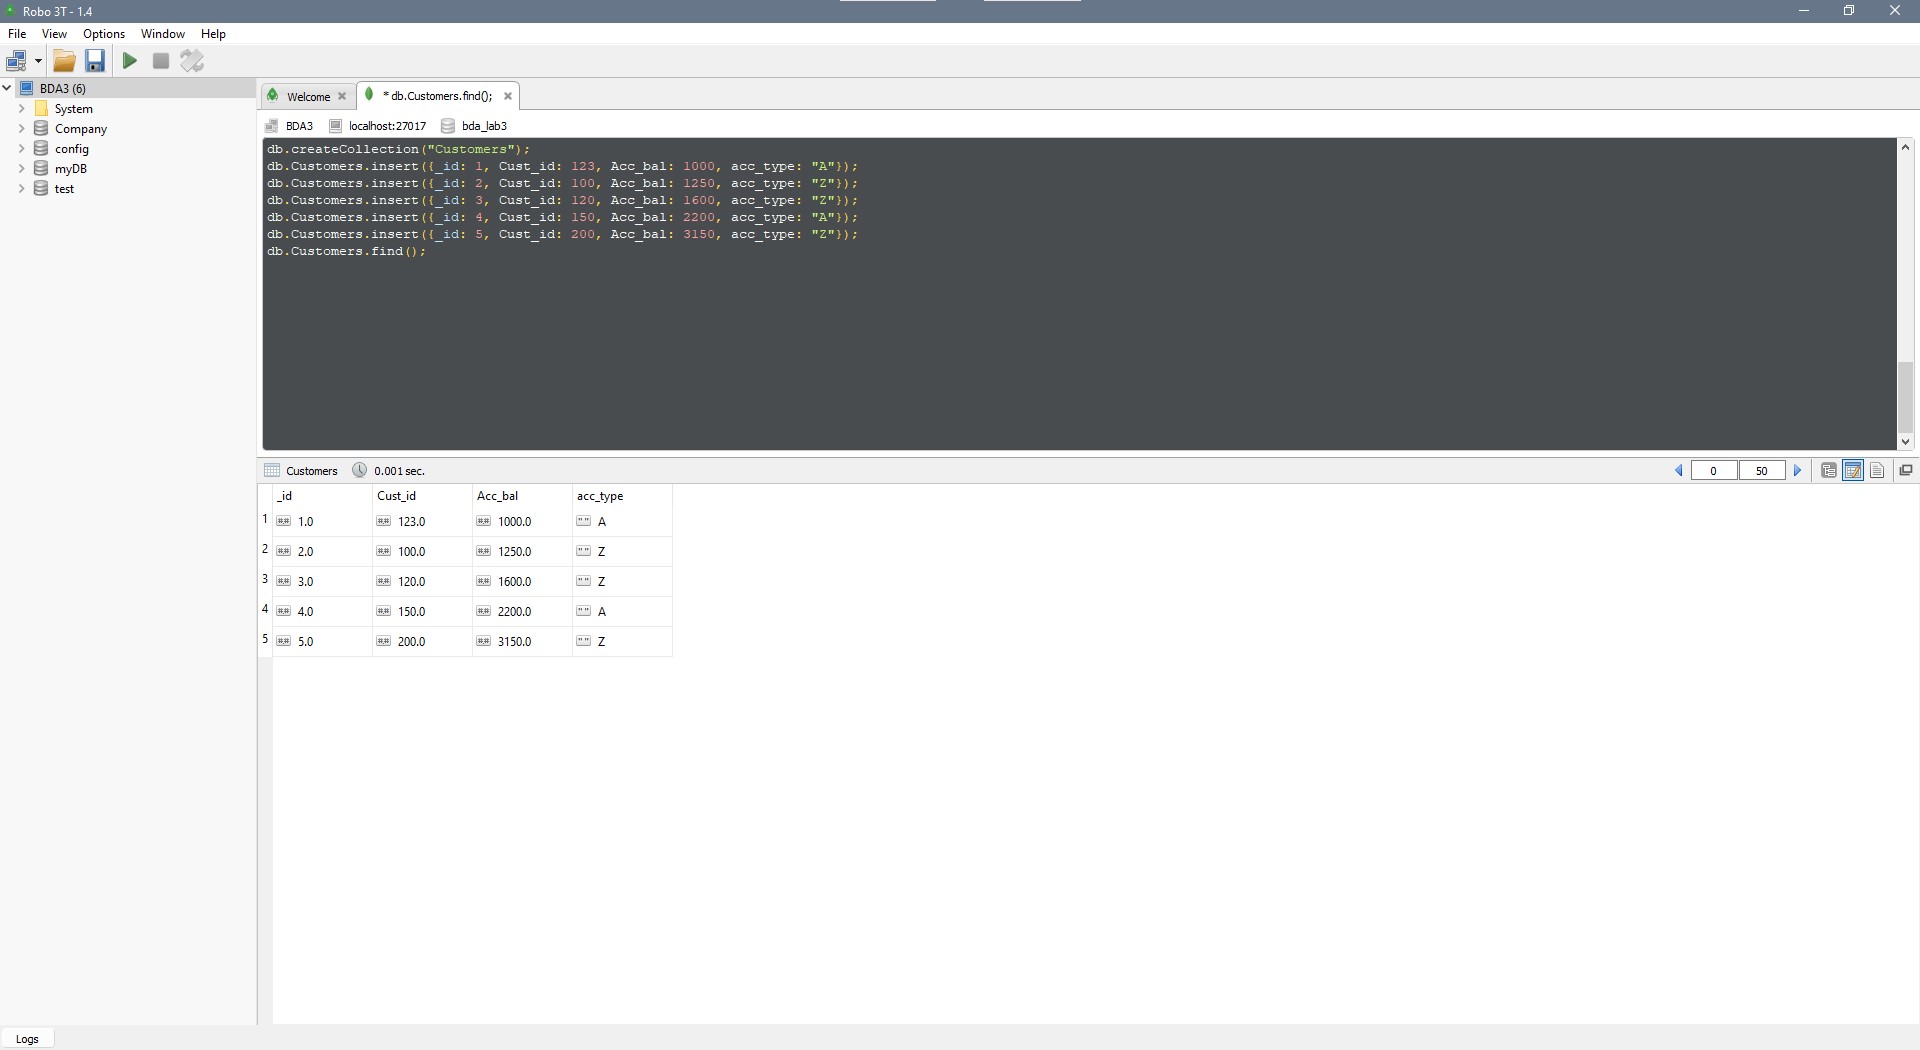 Robo 3T - 1.4
File View Options Window Help
BDA3 (6)
System
Company
config
myDB
test
Welcome
* db.Customers.find();
BDA3 localhost:27017 bda_lab3
db.createCollection("Customers");
db.Customers.insert({_id: 1, Cust_id: 123, Acc_bal: 1000, acc_type: "A"});
db.Customers.insert({_id: 2, Cust_id: 100, Acc_bal: 1250, acc_type: "Z"});
db.Customers.insert({_id: 3, Cust_id: 120, Acc_bal: 1600, acc_type: "Z"});
db.Customers.insert({_id: 4, Cust_id: 150, Acc_bal: 2200, acc_type: "A"});
db.Customers.insert({_id: 5, Cust_id: 200, Acc_bal: 3150, acc_type: "Z"});
db.Customers.find();
Customers 0.001 sec. 0 50
_id Cust_id Acc_bal acc_type
1 ## 1.0 ## 123.0 ## 1000.0 "" A
2 ## 2.0 ## 100.0 ## 1250.0 "" Z
3 ## 3.0 ## 120.0 ## 1600.0 "" Z
4 ## 4.0 ## 150.0 ## 2200.0 "" A
5 ## 5.0 ## 200.0 ## 3150.0 "" Z
Logs